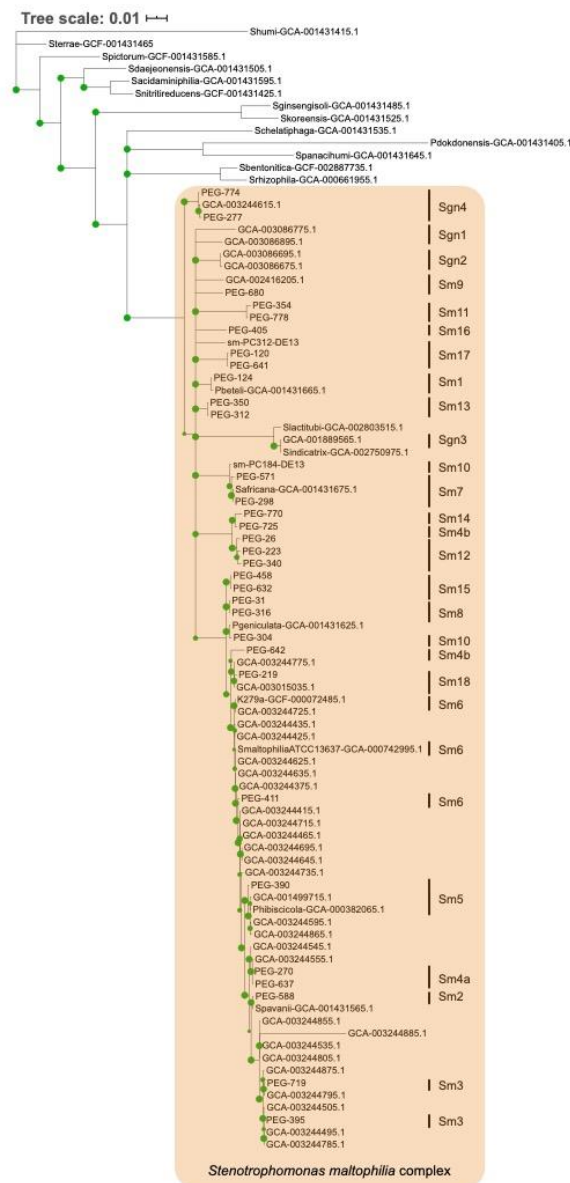 Tree scale: 0.01
Shumi-GCA-001431415.1
Sterrae-GCF-001431465
Spictorum-GCF-001431585.1
Sdaejeonensis-GCA-001431505.1
Sacidaminiphilia-GCA-001431595.1
Snitritireducens-GCF-001431425.1
Sginsengisoli-GCA-001431485.1
Skoreensis-GCA-001431525.1
Schelatiphaga-GCA-001431535.1
Pdokdonensis-GCA-001431405.1
Spanacihumi-GCA-001431645.1
Sbentonitica-GCF-002887735.1
Srhizophila-GCA-000661955.1
PEG-774
GCA-003244615.1 Sgn4
PEG-277
GCA-003086775.1 Sgn1
GCA-003086895.1
GCA-003086695.1 Sgn2
GCA-003086675.1
GCA-002416205.1 Sm9
PEG-680
PEG-354 Sm11
PEG-778
PEG-405 Sm16
sm-PC312-DE13
PEG-120 Sm17
PEG-641
PEG-124 Sm1
Pbeteli-GCA-001431665.1
PEG-350 Sm13
PEG-312
Slactitubi-GCA-002803515.1
GCA-001889565.1 Sgn3
Sindicatrix-GCA-002750975.1
sm-PC184-DE13 Sm10
PEG-571
Safricana-GCA-001431675.1 Sm7
PEG-298
PEG-770 Sm14
PEG-725 Sm4b
PEG-26
PEG-223 Sm12
PEG-340
PEG-458 Sm15
PEG-632
PEG-31 Sm8
PEG-316
Pgeniculata-GCA-001431625.1
PEG-304 Sm10
PEG-642 Sm4b
GCA-003244775.1
PEG-219 Sm18
GCA-003015035.1
K279a-GCF-000072485.1 Sm6
GCA-003244725.1
GCA-003244435.1
GCA-003244425.1
SmaltophiliaATCC13637-GCA-000742995.1 Sm6
GCA-003244625.1
GCA-003244635.1
GCA-003244375.1
PEG-411 Sm6
GCA-003244415.1
GCA-003244715.1
GCA-003244465.1
GCA-003244695.1
GCA-003244645.1
GCA-003244735.1
PEG-390
GCA-001499715.1 Sm5
Phibiscicola-GCA-000382065.1
GCA-003244595.1
GCA-003244865.1
GCA-003244545.1
GCA-003244555.1
PEG-270 Sm4a
PEG-637
PEG-588 Sm2
Spavanii-GCA-001431565.1
GCA-003244855.1
GCA-003244885.1
GCA-003244535.1
GCA-003244805.1
GCA-003244875.1
PEG-719 Sm3
GCA-003244795.1
GCA-003244505.1
PEG-395 Sm3
GCA-003244495.1
GCA-003244785.1
Stenotrophomonas maltophilia complex